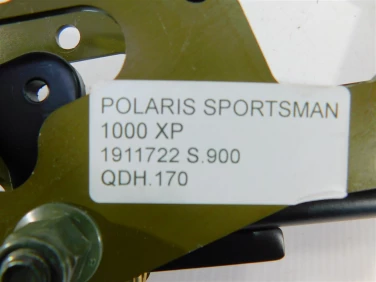 POLARIS SPORTSMAN
1000 XP
1911722 S.900
QDH.170